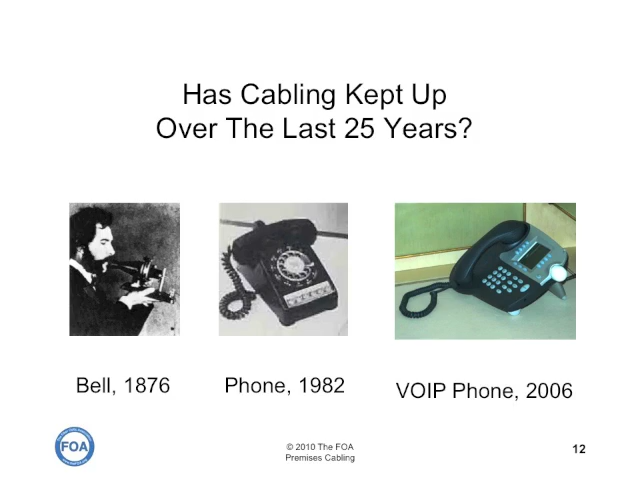 Has Cabling Kept Up
Over The Last 25 Years?
Bell, 1876
Phone, 1982
VOIP Phone, 2006
FOA
© 2010 The FOA
Premises Cabling
12